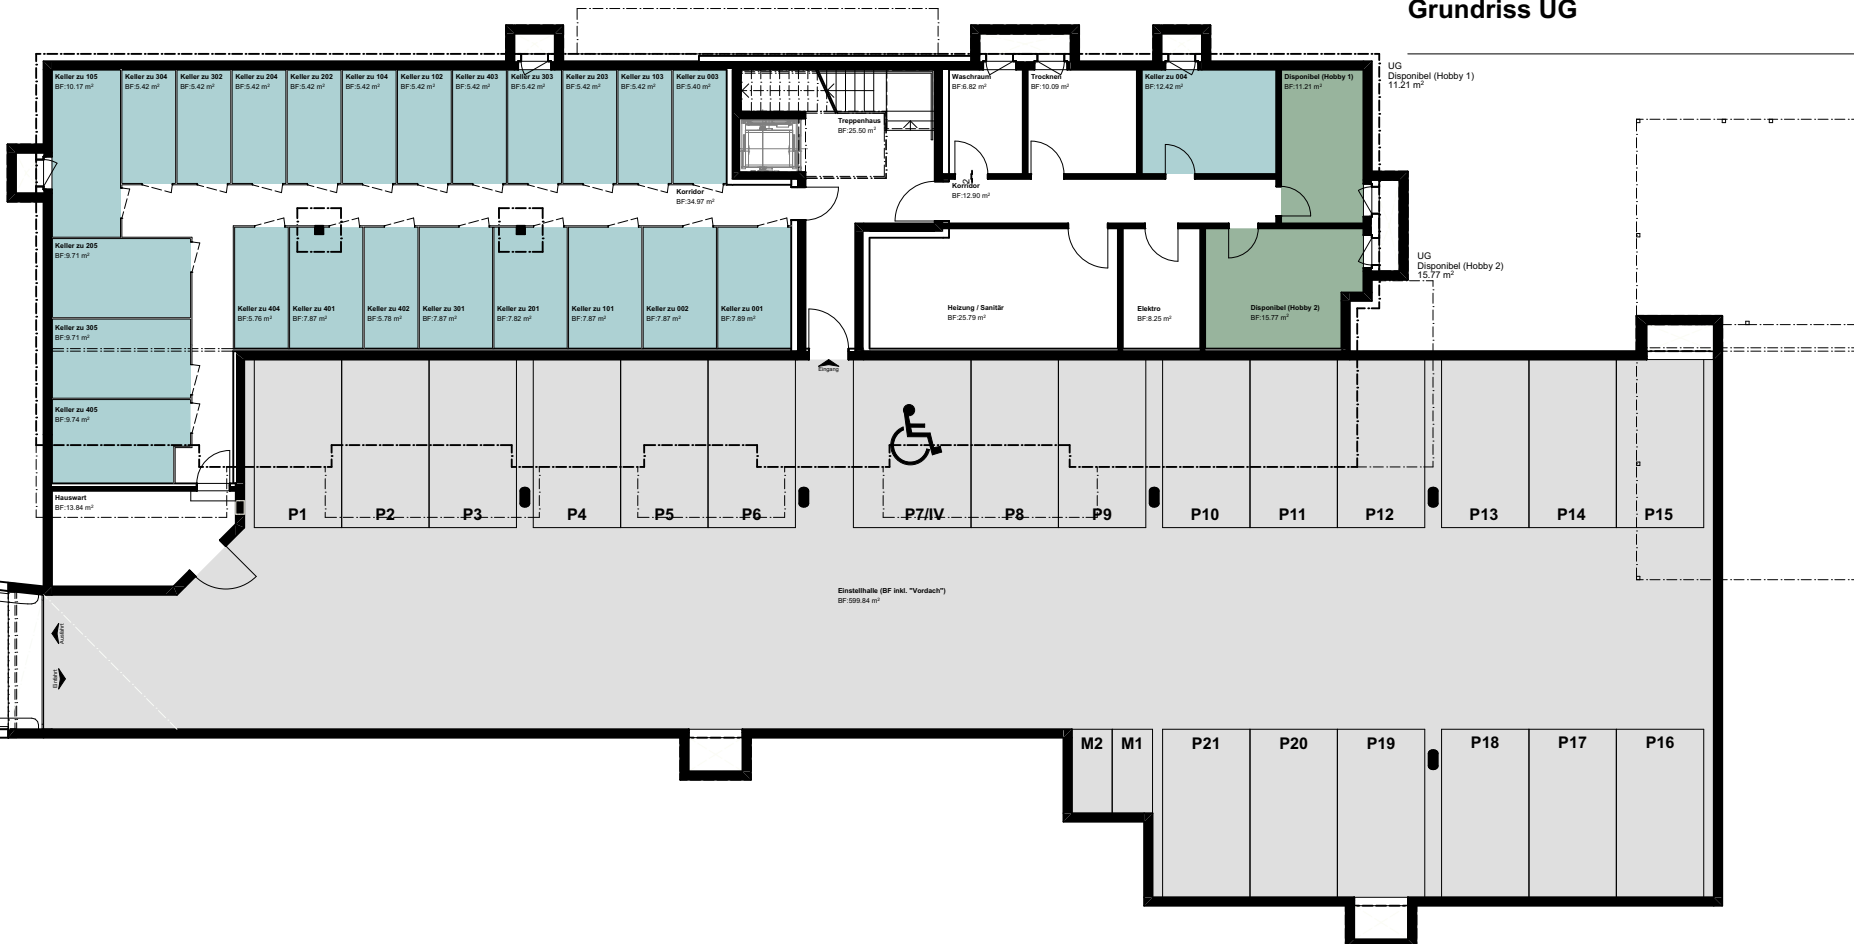 Grundriss UG
UG
Disponibel (Hobby 1)
11.21 m²
Keller zu 105
BF:10.17 m²
Keller zu 304
BF:5.42 m²
Keller zu 302
BF:5.42 m²
Keller zu 204
BF:5.42 m²
Keller zu 202
BF:5.42 m²
Keller zu 104
BF:5.42 m²
Keller zu 102
BF:5.42 m²
Keller zu 403
BF:5.42 m²
Keller zu 303
BF:5.42 m²
Keller zu 203
BF:5.42 m²
Keller zu 103
BF:5.42 m²
Keller zu 003
BF:5.40 m²
Treppenhaus
BF:25.50 m²
Waschraum
BF:6.82 m²
Trocknen
BF:10.09 m²
Keller zu 004
BF:12.42 m²
Disponibel (Hobby 1)
BF:11.21 m²
Korridor
BF:34.97 m²
Korridor
BF:12.90 m²
Keller zu 205
BF:9.71 m²
UG
Disponibel (Hobby 2)
15.77 m²
Keller zu 404
BF:5.76 m²
Keller zu 401
BF:7.87 m²
Keller zu 402
BF:5.78 m²
Keller zu 301
BF:7.87 m²
Keller zu 201
BF:7.82 m²
Keller zu 101
BF:7.87 m²
Keller zu 002
BF:7.87 m²
Keller zu 001
BF:7.89 m²
Heizung / Sanitär
BF:25.79 m²
Elektro
BF:8.25 m²
Disponibel (Hobby 2)
BF:15.77 m²
Keller zu 305
BF:9.71 m²
Eingang
Keller zu 405
BF:9.74 m²
Hauswart
BF:13.84 m²
P1
P2
P3
P4
P5
P6
P7/IV
P8
P9
P10
P11
P12
P13
P14
P15
Einstellhalle (BF inkl. "Vordach")
BF:599.84 m²
Ausfahrt
Einfahrt
M2
M1
P21
P20
P19
P18
P17
P16